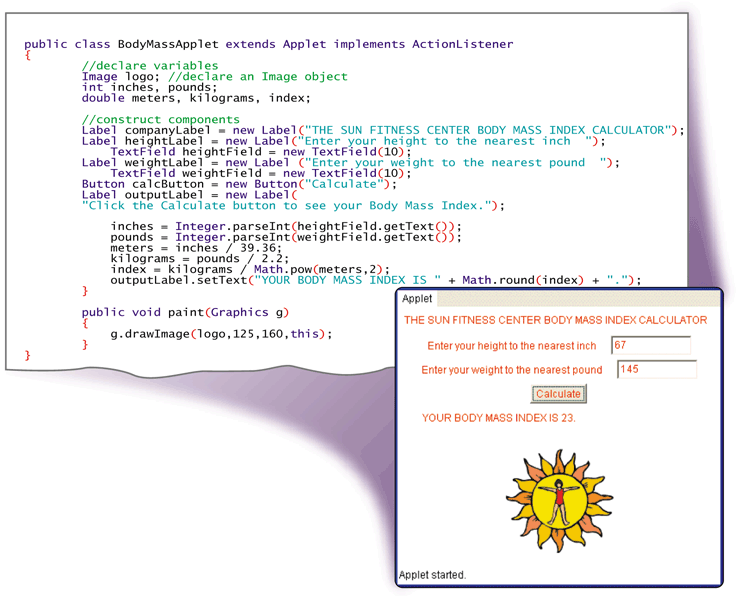 public class BodyMassApplet extends Applet implements ActionListener
{
//declare variables
Image logo; //declare an Image object
int inches, pounds;
double meters, kilograms, index;
//construct components
Label companyLabel = new Label("THE SUN FITNESS CENTER BODY MASS INDEX CALCULATOR");
Label heightLabel = new Label("Enter your height to the nearest inch  ");
TextField heightField = new TextField(10);
Label weightLabel = new Label ("Enter your weight to the nearest pound  ");
TextField weightField = new TextField(10);
Button calcButton = new Button("Calculate");
Label outputLabel = new Label(
"Click the Calculate button to see your Body Mass Index.");
inches = Integer.parseInt(heightField.getText());
pounds = Integer.parseInt(weightField.getText());
meters = inches / 39.36;
kilograms = pounds / 2.2;
index = kilograms / Math.pow(meters,2);
outputLabel.setText("YOUR BODY MASS INDEX IS " + Math.round(index) + ".");
}
public void paint(Graphics g)
{
g.drawImage(logo,125,160,this);
}
}
Applet
THE SUN FITNESS CENTER BODY MASS INDEX CALCULATOR
Enter your height to the nearest inch 67
Enter your weight to the nearest pound 145
Calculate
YOUR BODY MASS INDEX IS 23.
Applet started.